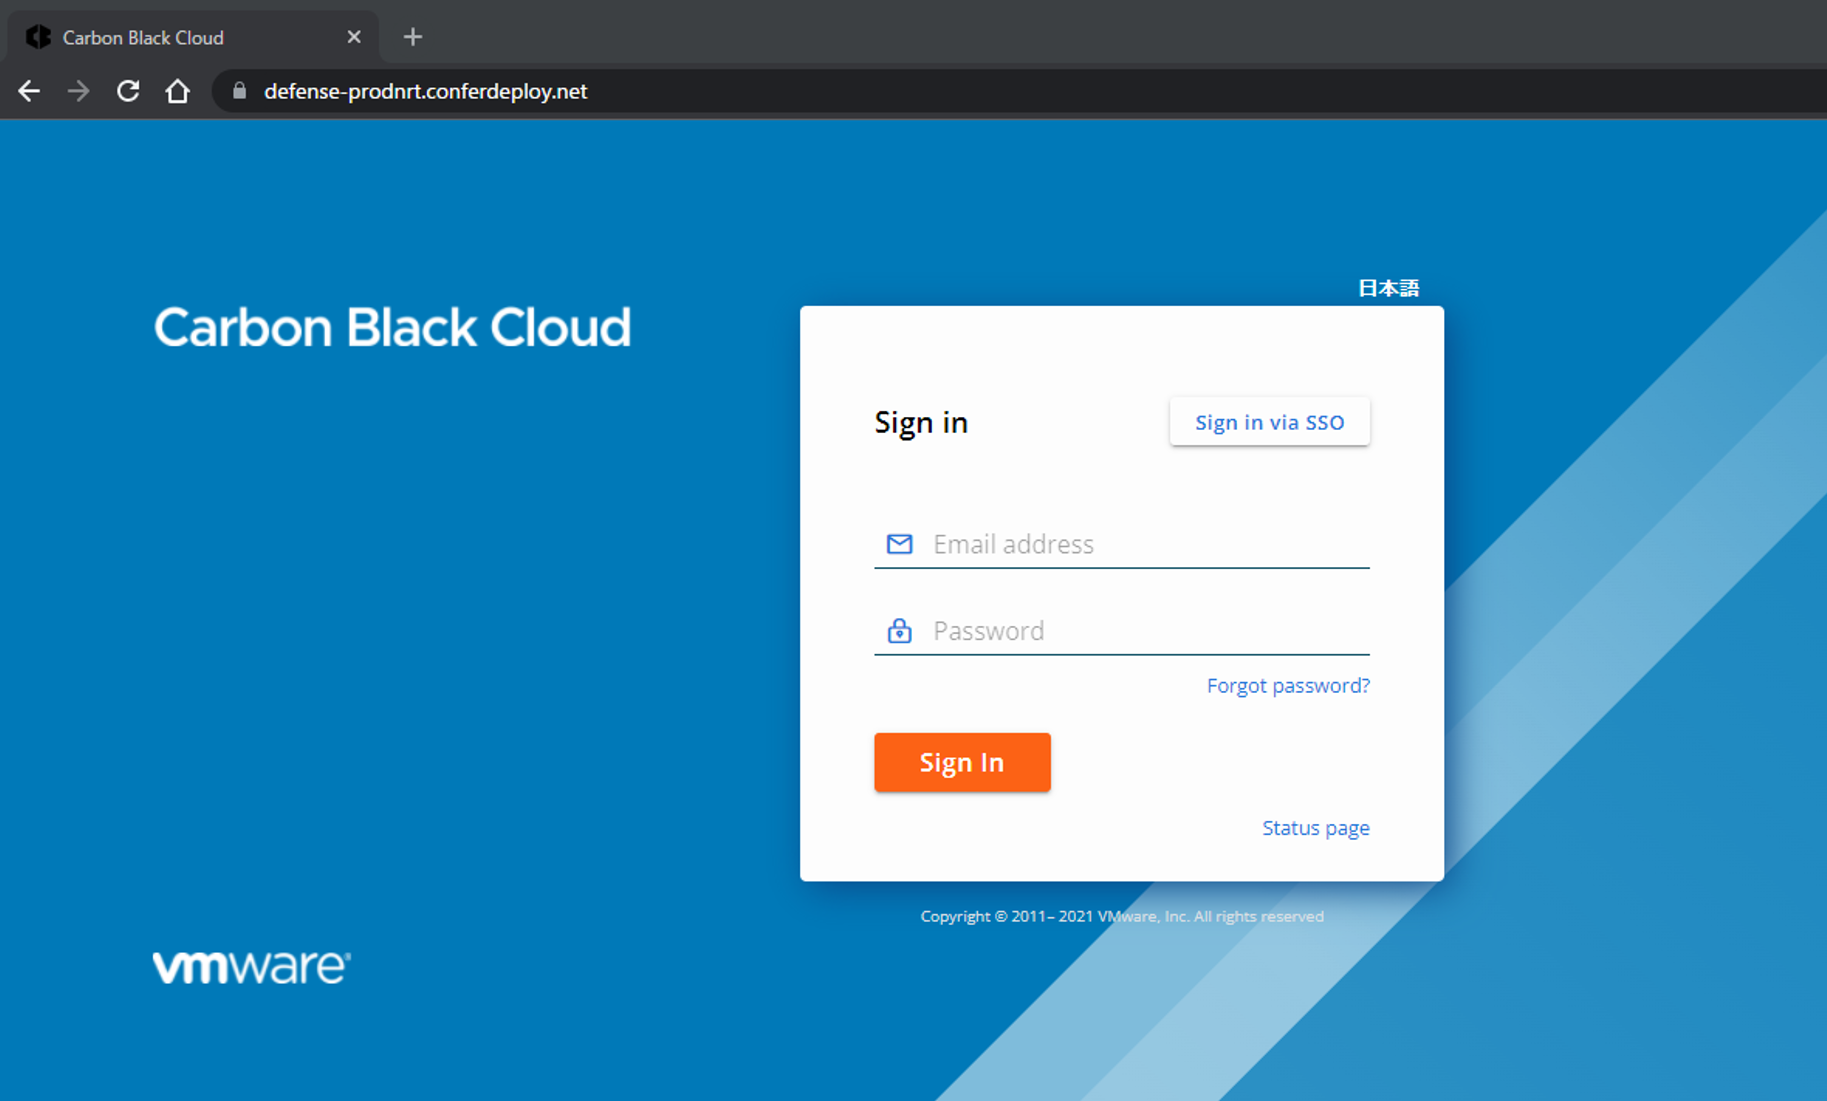 Carbon Black Cloud
defense-prodnrt.conferdeploy.net
日本語
Carbon Black Cloud
Sign in
Sign in via SSO
Email address
Password
Forgot password?
Sign In
Status page
Copyright © 2011– 2021 VMware, Inc. All rights reserved
vmware®